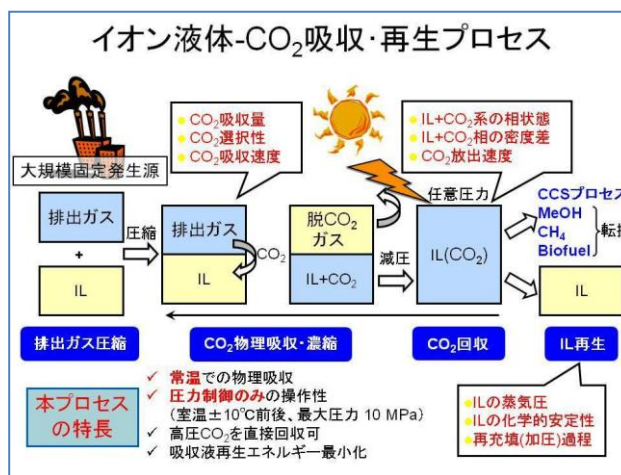 イオン液体-CO₂吸収・再生プロセス
大規模固定発生源
• CO₂吸収量
• CO₂選択性
• CO₂吸収速度
• IL+CO₂系の相状態
• IL+CO₂相の密度差
• CO₂放出速度
排出ガス
+
IL
圧縮
排出ガス
IL
CO₂
脱CO₂
ガス
IL+CO₂
減圧
任意圧力
IL(CO₂)
CCSプロセス
MeOH
CH₄
Biofuel
転換
IL
排出ガス圧縮
CO₂物理吸収・濃縮
CO₂回収
IL再生
本プロセス
の特長
✓ 常温での物理吸収
✓ 圧力制御のみの操作性
(室温±10℃前後、最大圧力 10 MPa)
✓ 高圧CO₂を直接回収可
✓ 吸収液再生エネルギー最小化
• ILの蒸気圧
• ILの化学的安定性
• 再充填(加圧)過程